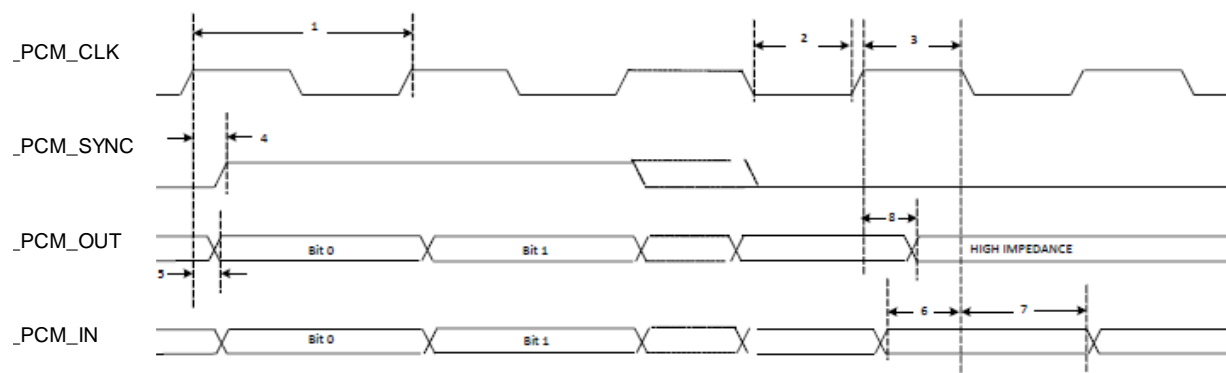 1
2
3
_PCM_CLK
4
_PCM_SYNC
8
_PCM_OUT
Bit 0
Bit 1
HIGH IMPEDANCE
5
6
7
_PCM_IN
Bit 0
Bit 1